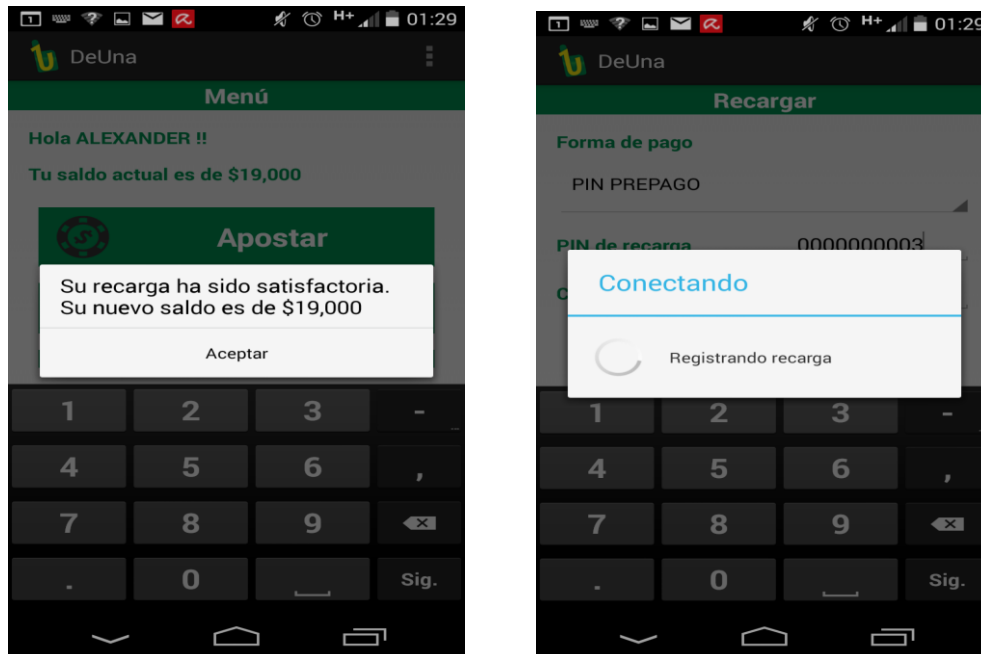 1 H+ 01:29
DeUna
Menú
Hola ALEXANDER !!
Tu saldo actual es de $19,000
Apostar
Su recarga ha sido satisfactoria.
Su nuevo saldo es de $19,000
Aceptar
1 2 3 -
4 5 6 ,
7 8 9
. 0 Sig.
1 H+ 01:29
DeUna
Recargar
Forma de pago
PIN PREPAGO
PIN de recarga 0000000003
Conectando
Registrando recarga
1 2 3 -
4 5 6 ,
7 8 9
. 0 Sig.